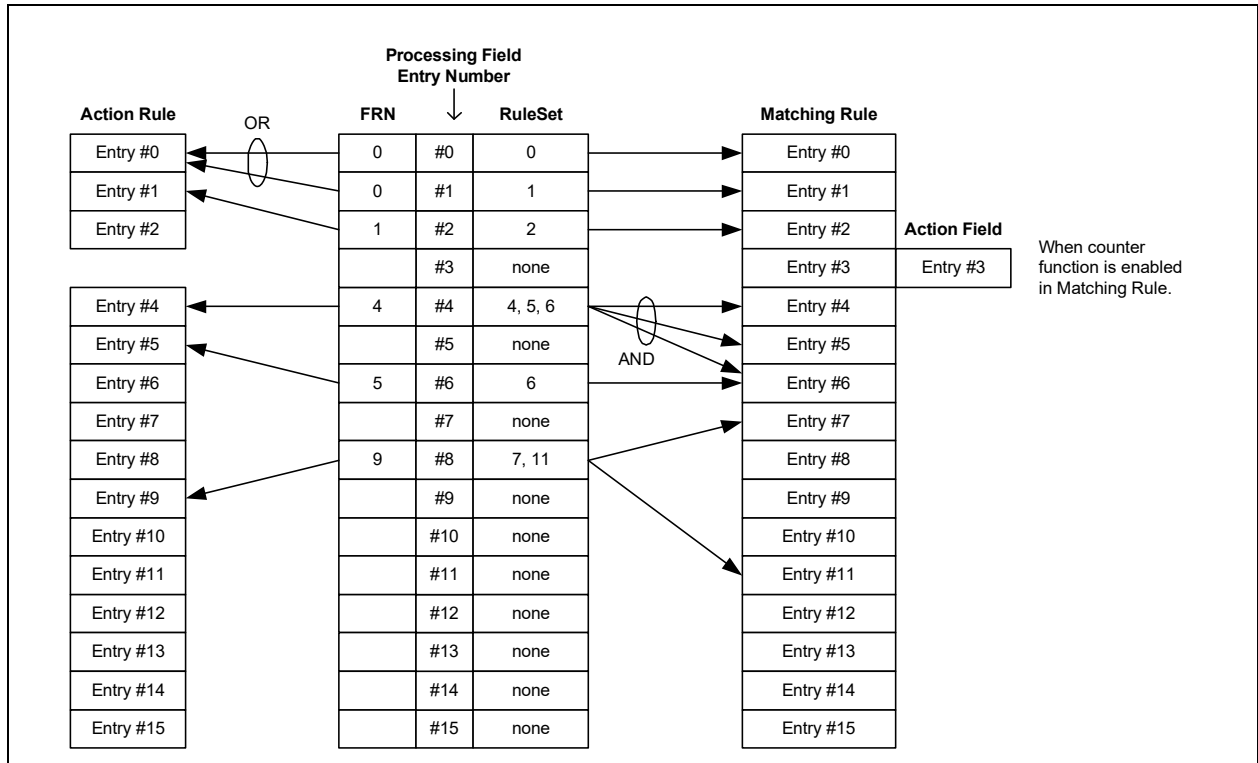 Processing Field
Entry Number
Action Rule
OR
FRN
RuleSet
Matching Rule
Entry #0
0
#0
0
Entry #0
Entry #1
0
#1
1
Entry #1
Entry #2
1
#2
2
Entry #2
Action Field
#3
none
Entry #3
Entry #3
When counter
function is enabled
in Matching Rule.
Entry #4
4
#4
4, 5, 6
Entry #4
Entry #5
#5
none
AND
Entry #5
Entry #6
5
#6
6
Entry #6
Entry #7
#7
none
Entry #7
Entry #8
9
#8
7, 11
Entry #8
Entry #9
#9
none
Entry #9
Entry #10
#10
none
Entry #10
Entry #11
#11
none
Entry #11
Entry #12
#12
none
Entry #12
Entry #13
#13
none
Entry #13
Entry #14
#14
none
Entry #14
Entry #15
#15
none
Entry #15